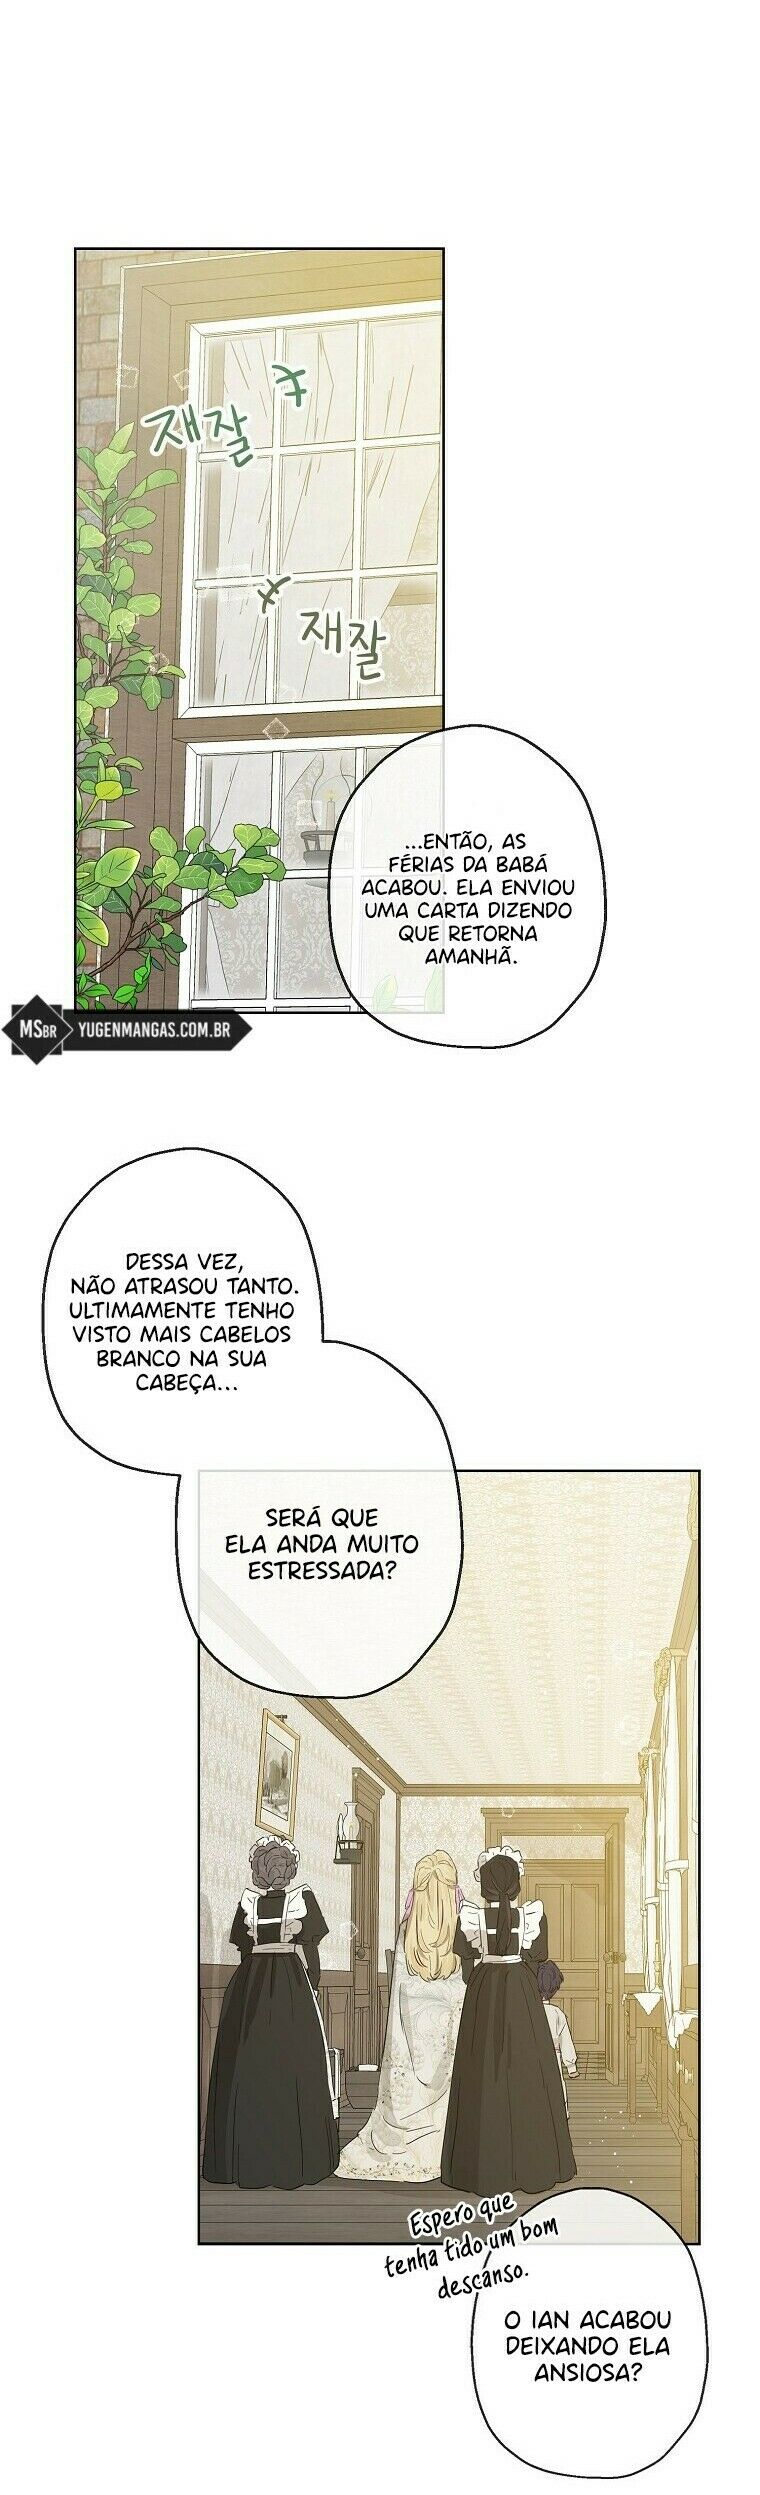 재잘
재잘
...ENTÃO, AS
FÉRIAS DA BABÁ
ACABOU. ELA ENVIOU
UMA CARTA DIZENDO
QUE RETORNA
AMANHÃ.
MSBR YUGENMANGAS.COM.BR
DESSA VEZ,
NÃO ATRASOU TANTO.
ULTIMAMENTE TENHO
VISTO MAIS CABELOS
BRANCO NA SUA
CABEÇA...
SERÁ QUE
ELA ANDA MUITO
ESTRESSADA?
Espero que
tenha tido um bom
descanso.
O IAN ACABOU
DEIXANDO ELA
ANSIOSA?